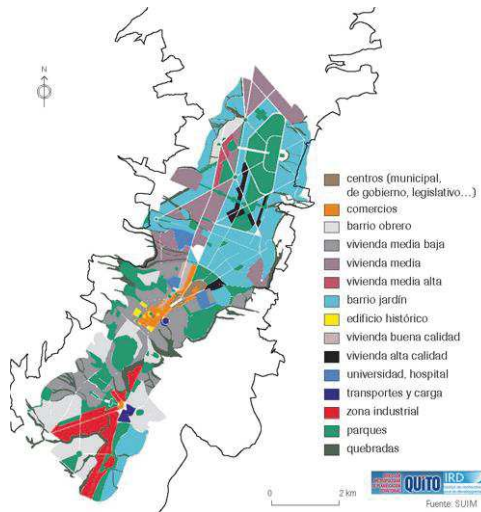 N
centros (municipal,
de gobierno, legislativo...)
comercios
barrio obrero
vivienda media baja
vivienda media
vivienda media alta
barrio jardín
edificio histórico
vivienda buena calidad
vivienda alta calidad
universidad, hospital
transportes y carga
zona industrial
parques
quebradas
QUITO
IRD
0 2 km
Fuente: SUIM